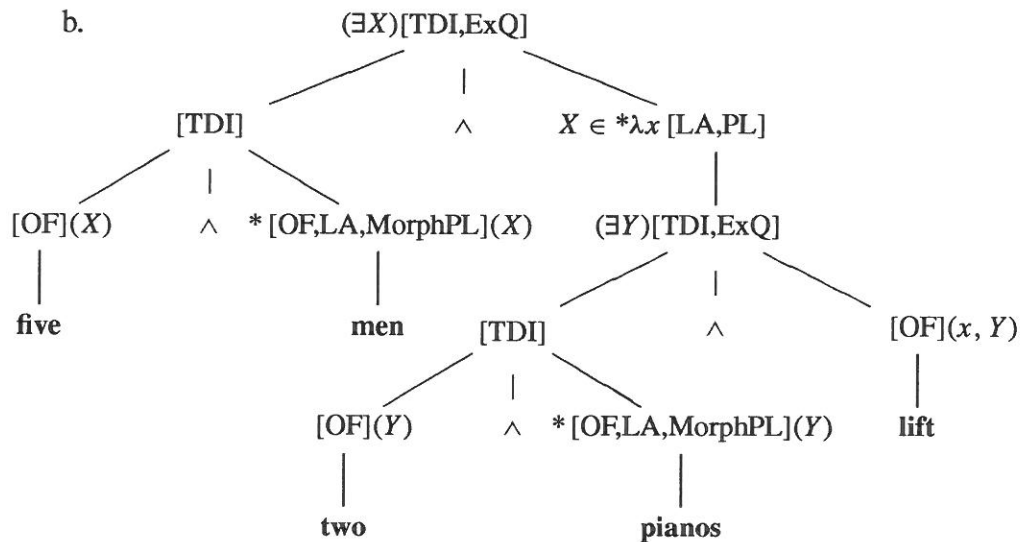 b. (∃X)[TDI,ExQ]
[TDI] ∧ X ∈ *λx [LA,PL]
[OF](X) ∧ *[OF,LA,MorphPL](X) (∃Y)[TDI,ExQ]
five men [TDI] ∧ [OF](x, Y)
[OF](Y) ∧ *[OF,LA,MorphPL](Y) lift
two pianos